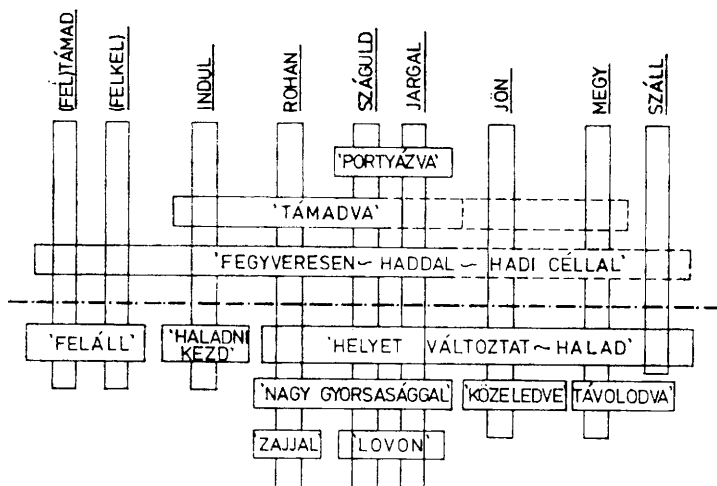 (FEL)TÁMAD
(FELKEL)
INDUL
ROHAN
SZÁGULD
JARGAL
JÖN
MEGY
SZÁLL
'PORTYÁZVA'
'TÁMADVA'
'FEGYVERESEN ~ HADDAL ~ HADI CÉLLAL'
'FELÁLL'
'HALADNI
KEZD'
'HELYET VÁLTOZTAT ~ HALAD'
'NAGY GYORSASÁGGAL'
'KÖZELEDVE'
'TÁVOLODVA'
'ZAJJAL'
'LOVON'